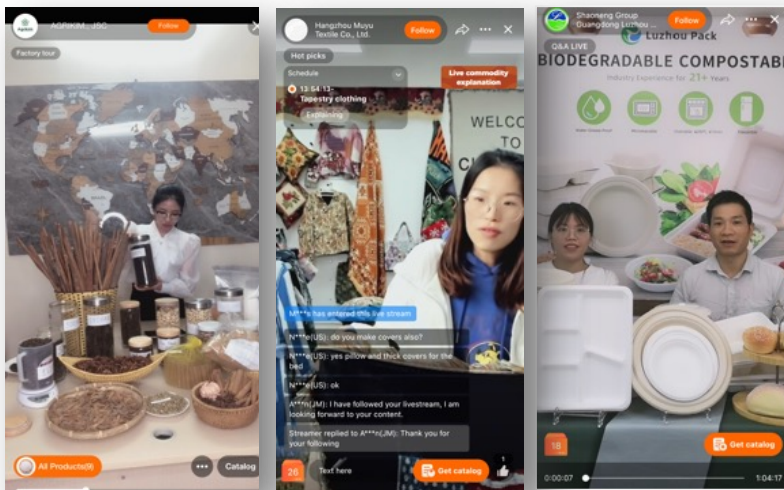 AGRIKIM., JSC
Follow
Factory tour
All Products(9)
Catalog
Hangzhou Muyu
Textile Co., Ltd.
Follow
Hot picks
Schedule
Live commodity
explanation
13:54:13-
Tapestry clothing
Explaining
WELCO
TO
M***s has entered this live stream
N***e(US): do you make covers also?
N***e(US): yes pillow and thick covers for the
bed
N***e(US): ok
A***n(JM): I have followed your livestream, I am
looking forward to your content.
Streamer replied to A***n(JM): Thank you for
your following
26
Text here
Get catalog
Shaoneng Group
Guangdong Luzhou ...
Follow
Q&A LIVE
Luzhou Pack
BIODEGRADABLE COMPOSTAB
Industry Experience for 21+ Years
18
Get catalog
0:00:07
1:04:17